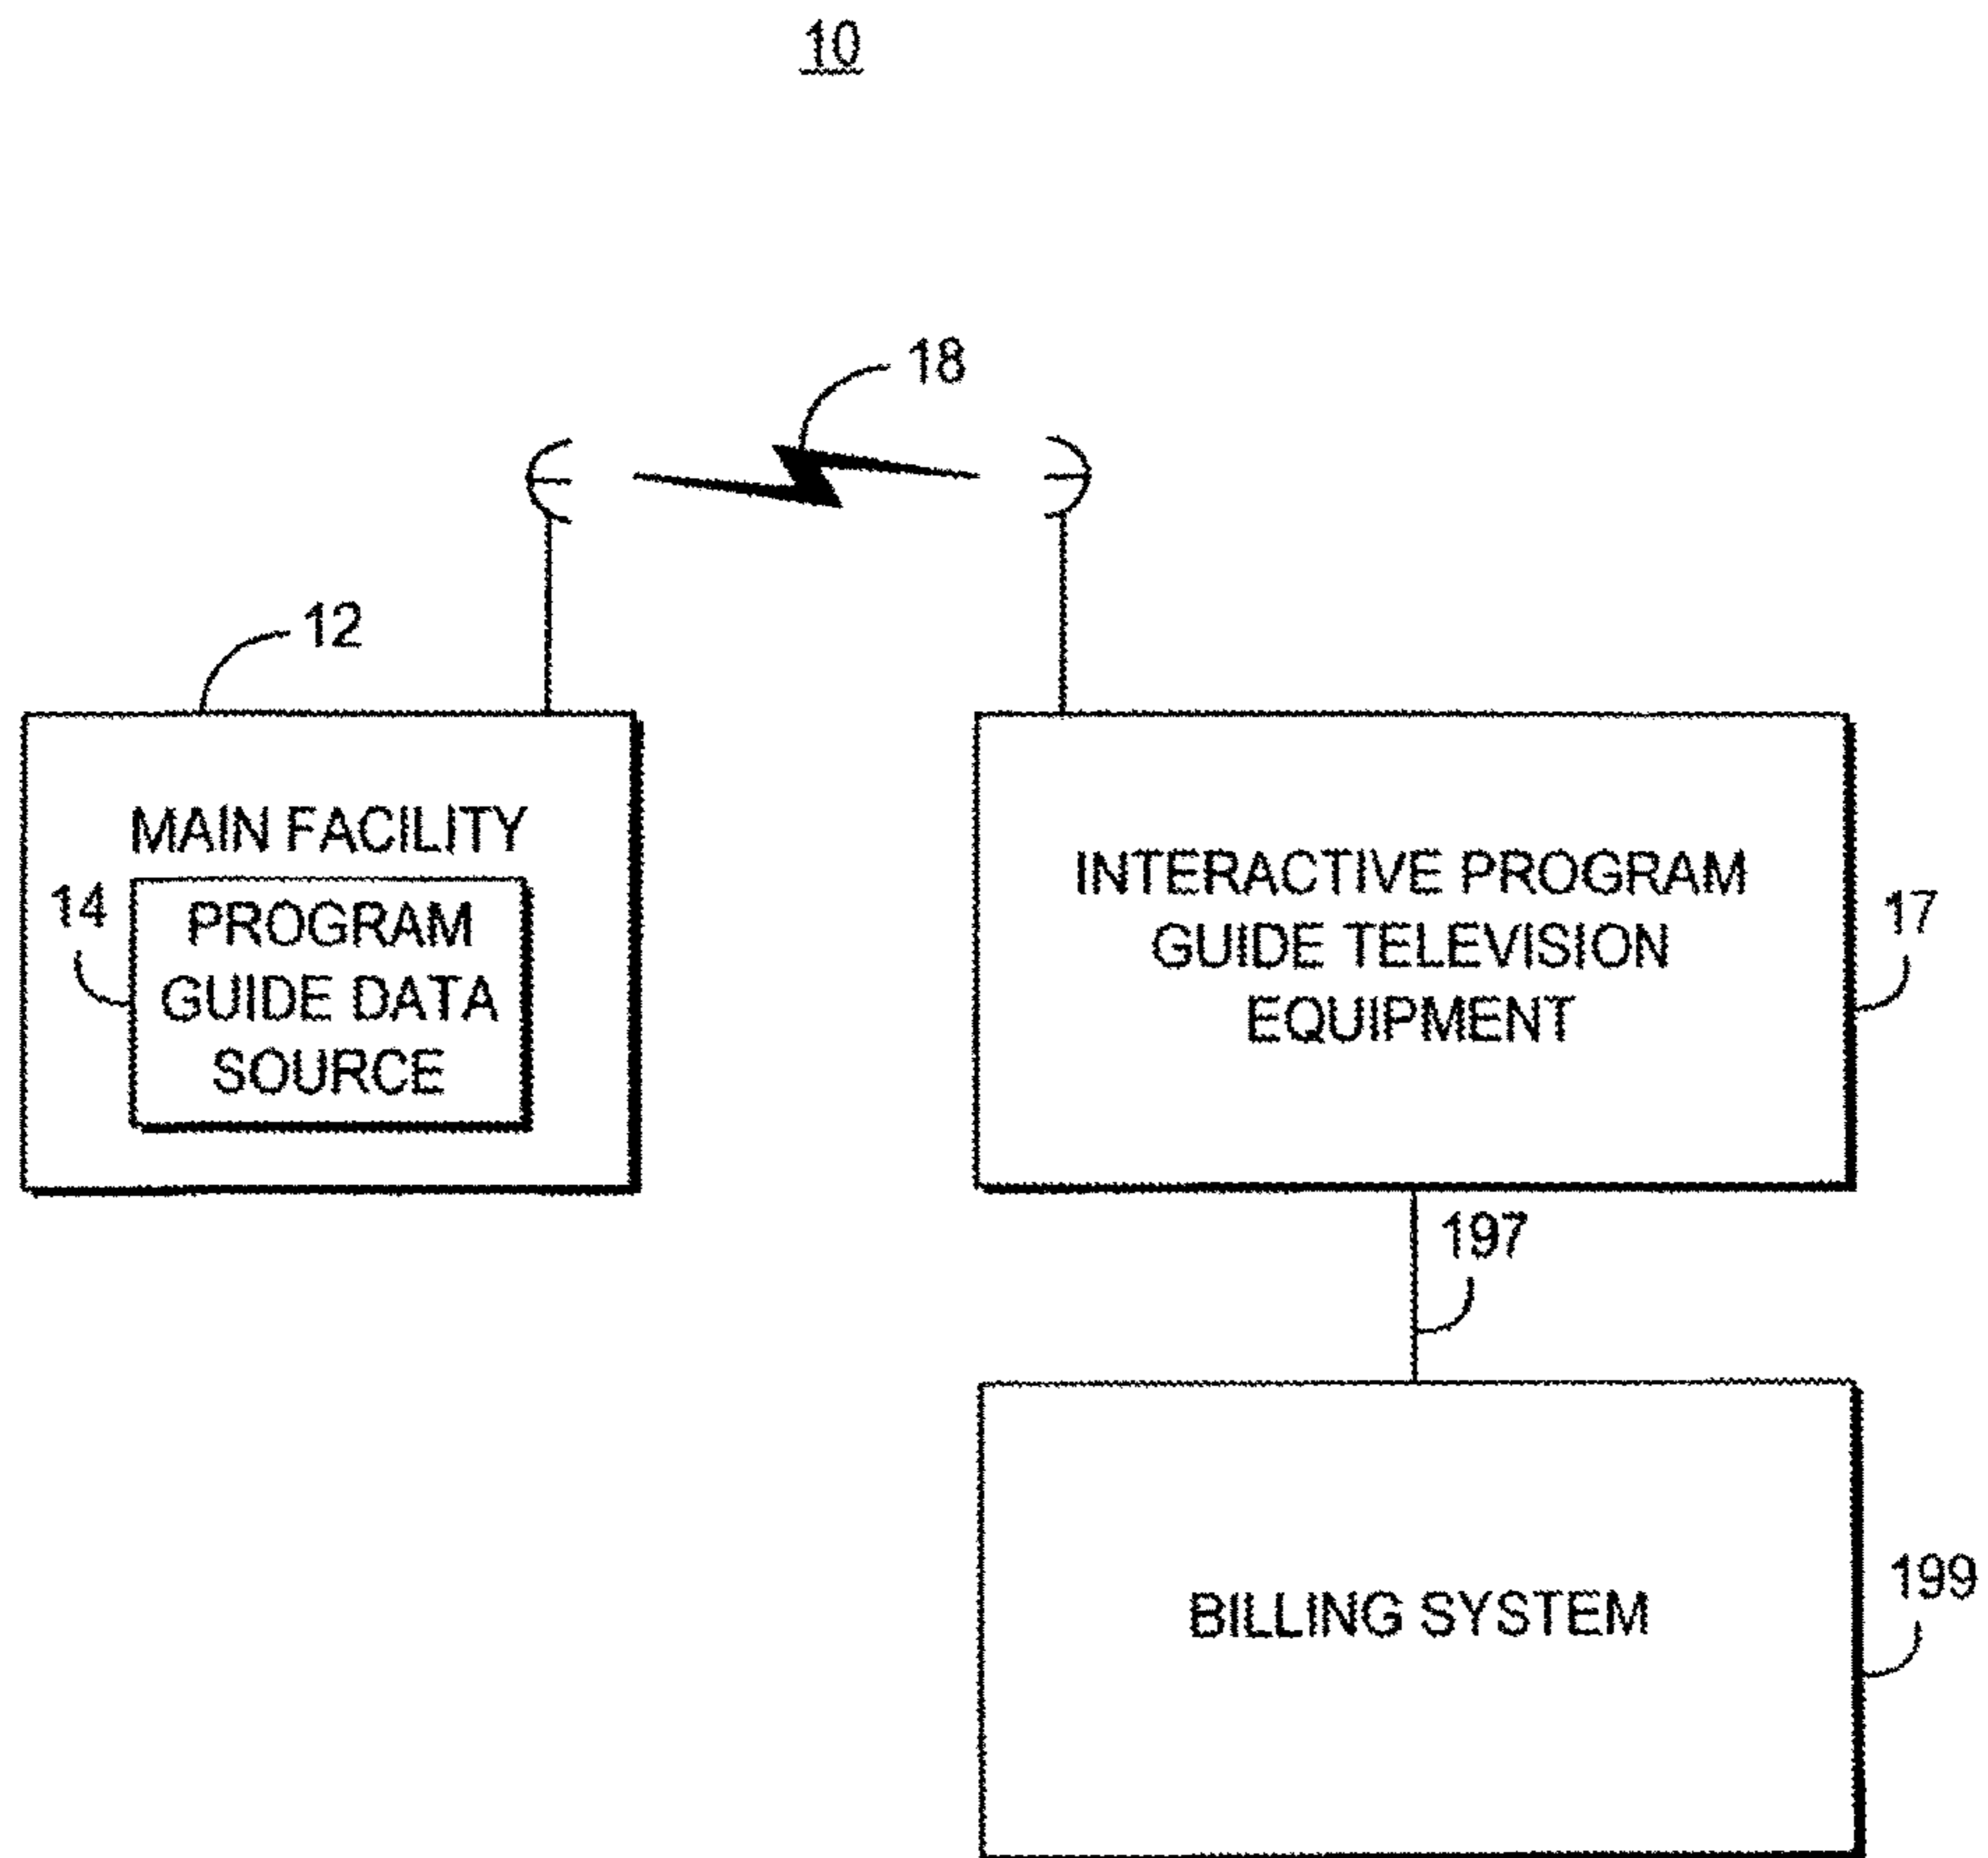 10
18
12
MAIN FACILITY
14
PROGRAM
GUIDE DATA
SOURCE
INTERACTIVE PROGRAM
GUIDE TELEVISION
EQUIPMENT
17
197
BILLING SYSTEM
199